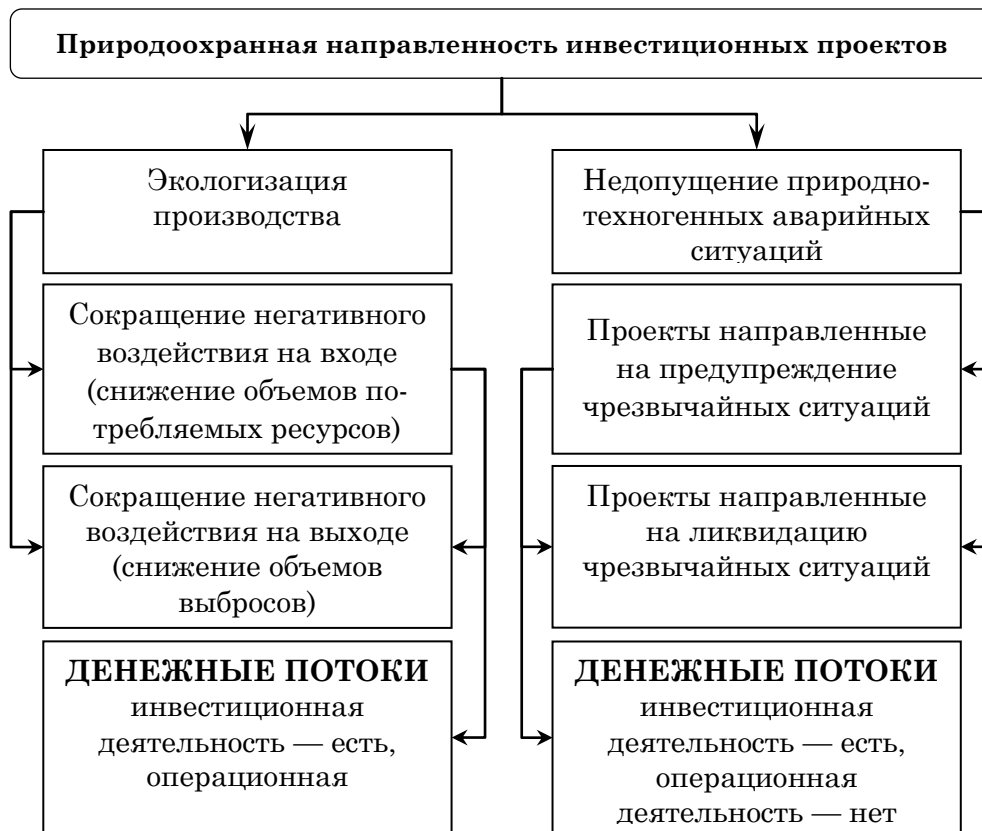 Природоохранная направленность инвестиционных проектов
Экологизация
производства
Недопущение природно-
техногенных аварийных
ситуаций
Сокращение негативного
воздействия на входе
(снижение объемов по-
требляемых ресурсов)
Проекты направленные
на предупреждение
чрезвычайных ситуаций
Сокращение негативного
воздействия на выходе
(снижение объемов
выбросов)
Проекты направленные
на ликвидацию
чрезвычайных ситуаций
ДЕНЕЖНЫЕ ПОТОКИ
инвестиционная
деятельность — есть,
операционная
ДЕНЕЖНЫЕ ПОТОКИ
инвестиционная
деятельность — есть,
операционная
деятельность — нет